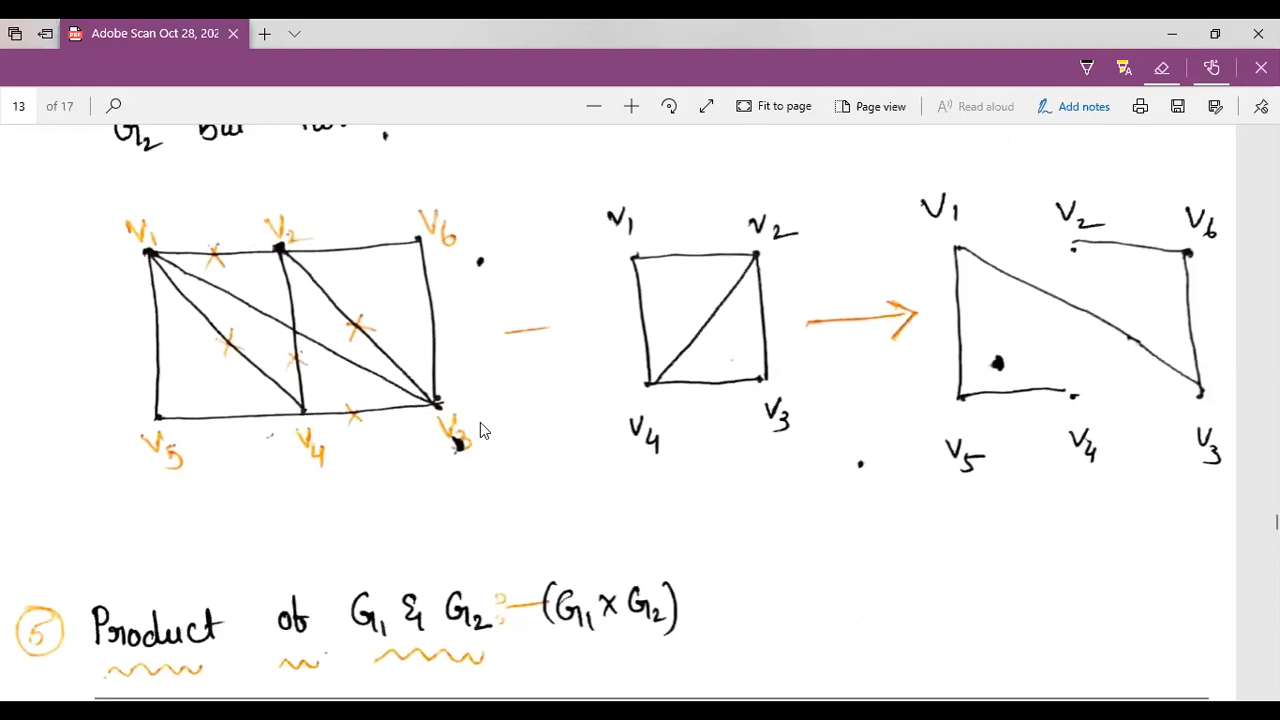 Adobe Scan Oct 28, 202
13 of 17
Fit to page
Page view
Read aloud
Add notes
G2 but
V1 V2 V6
V5 V4 V3
V1 V2
V4 V3
V1 V2 V6
V5 V4 V3
5 Product of G1 & G2 :- (G1 x G2)